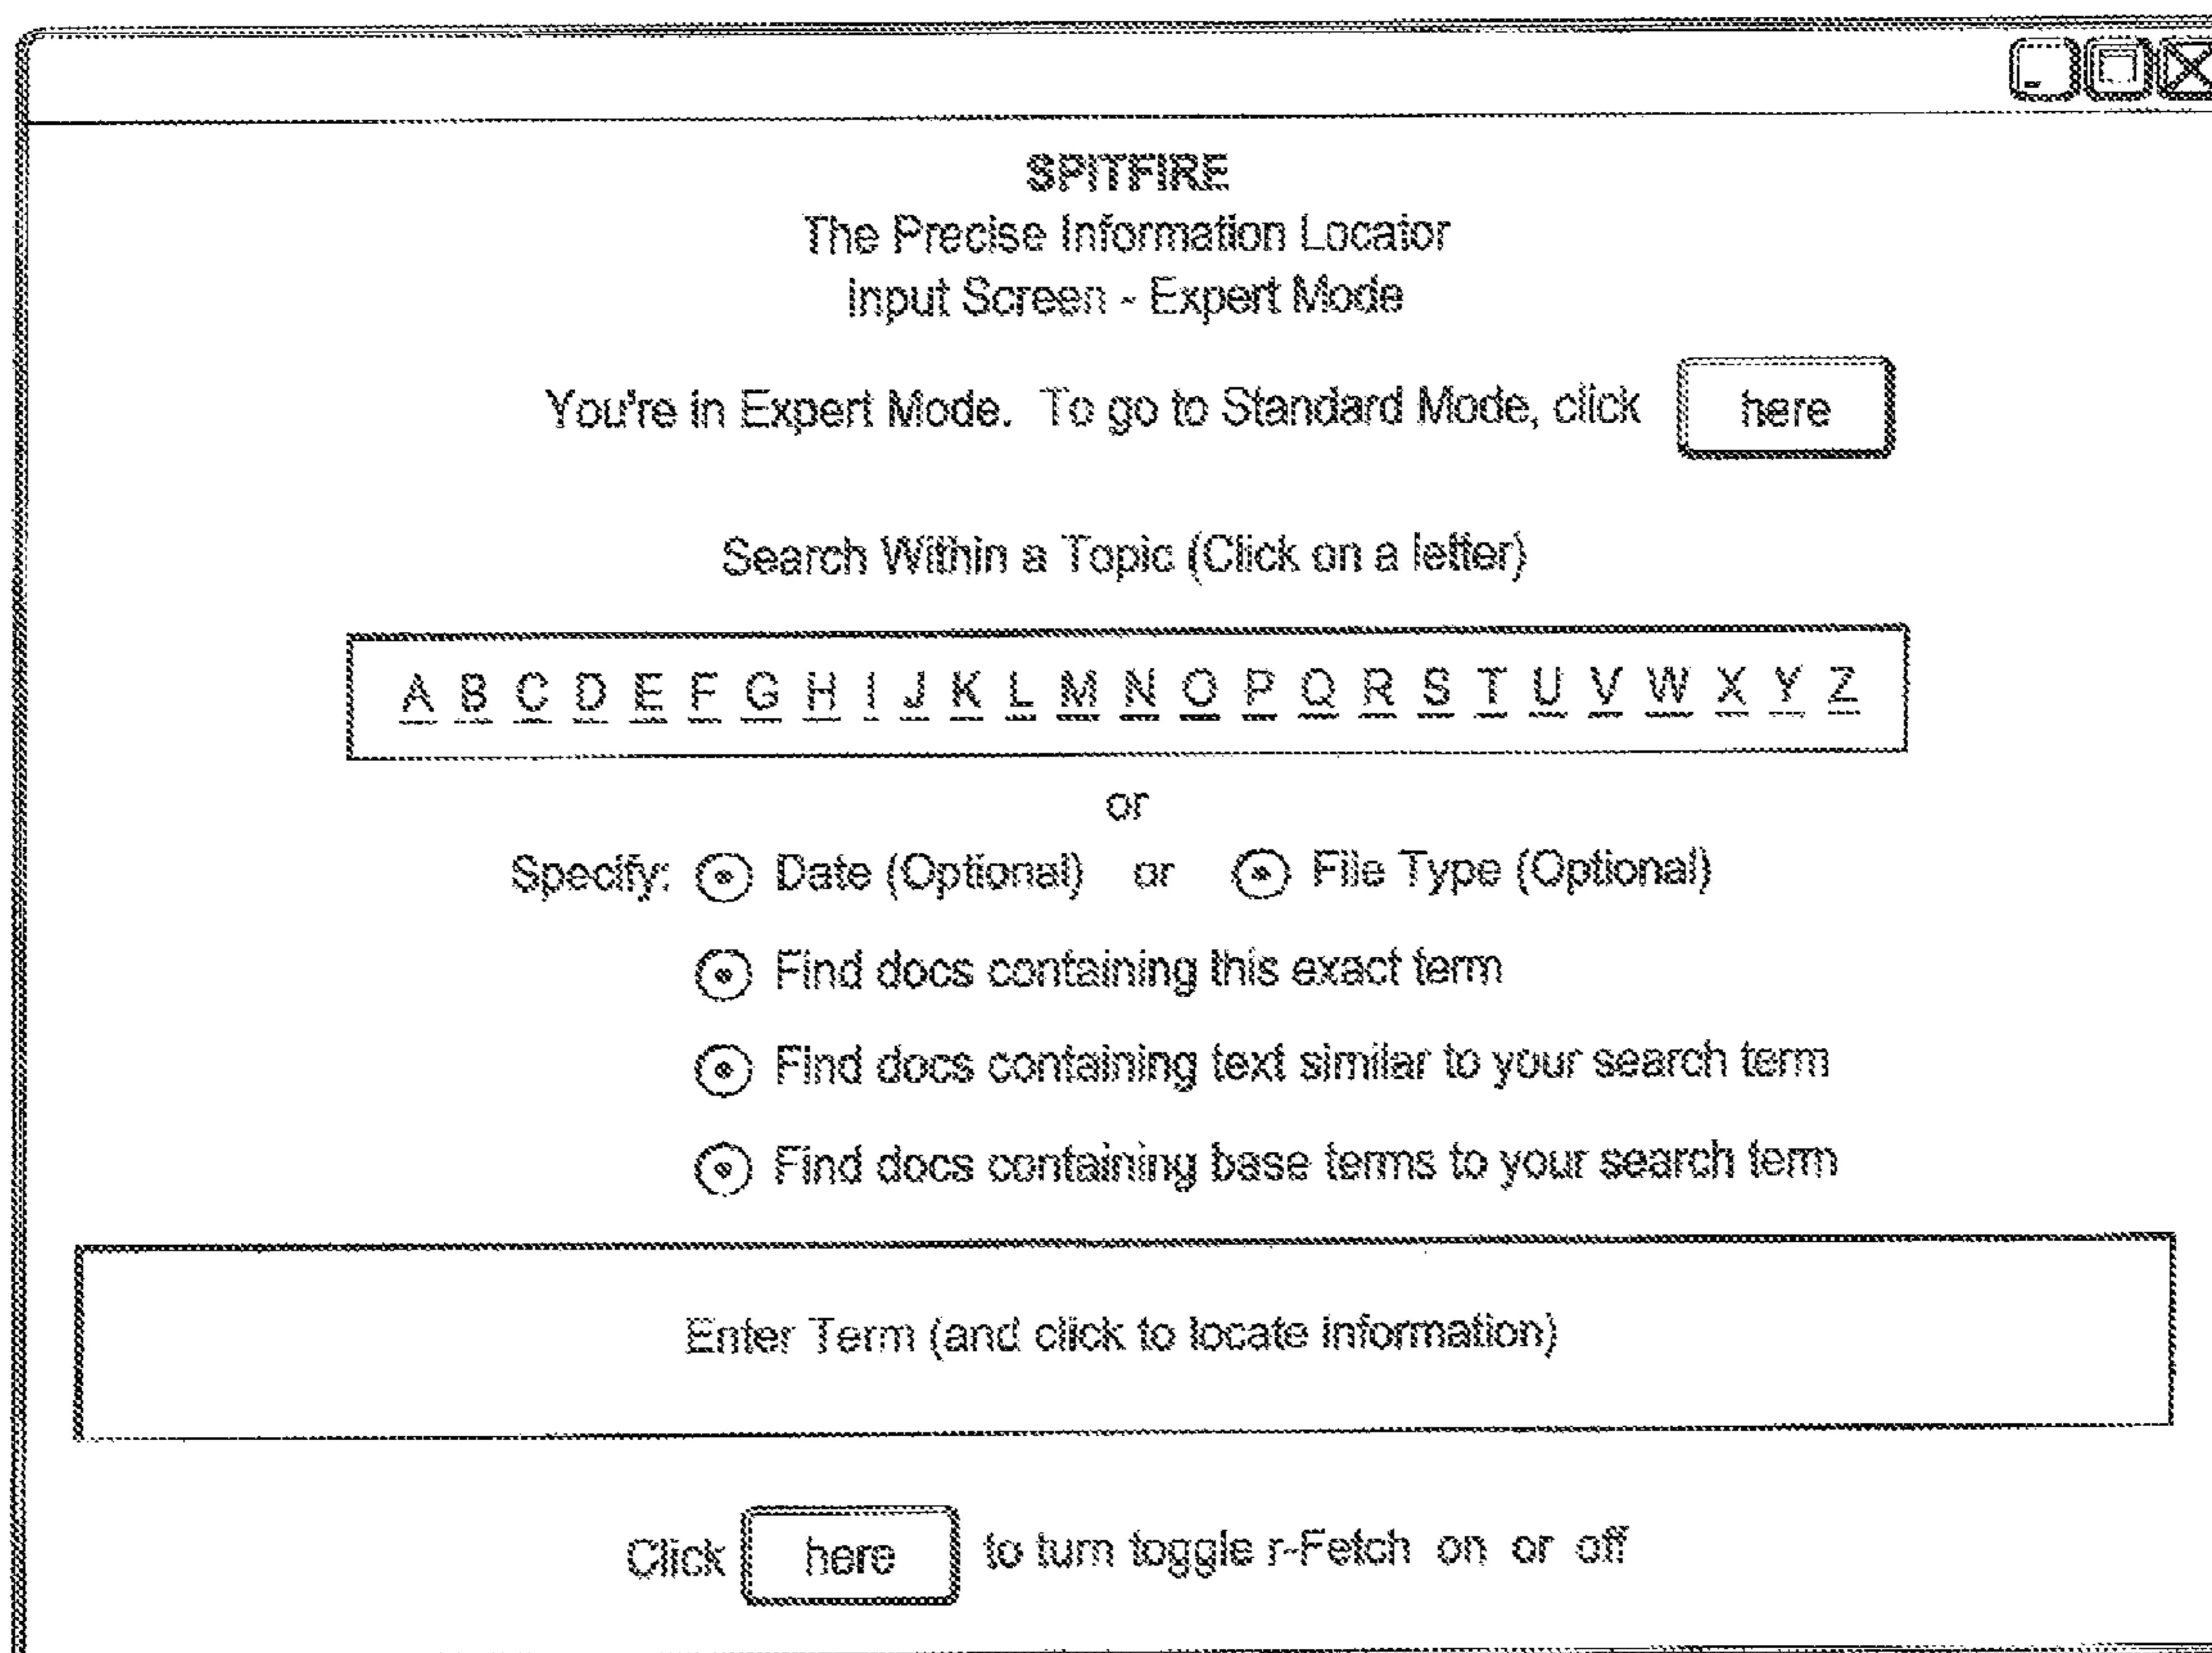 SPITFIRE
The Precise Information Locator
Input Screen - Expert Mode
You're in Expert Mode. To go to Standard Mode, click here
Search Within a Topic (Click on a letter)
A B C D E F G H I J K L M N O P Q R S T U V W X Y Z
or
Specify: Date (Optional) or File Type (Optional)
Find docs containing this exact term
Find docs containing text similar to your search term
Find docs containing base terms to your search term
Enter Term (and click to locate information)
Click here to turn toggle r-Fetch on or off